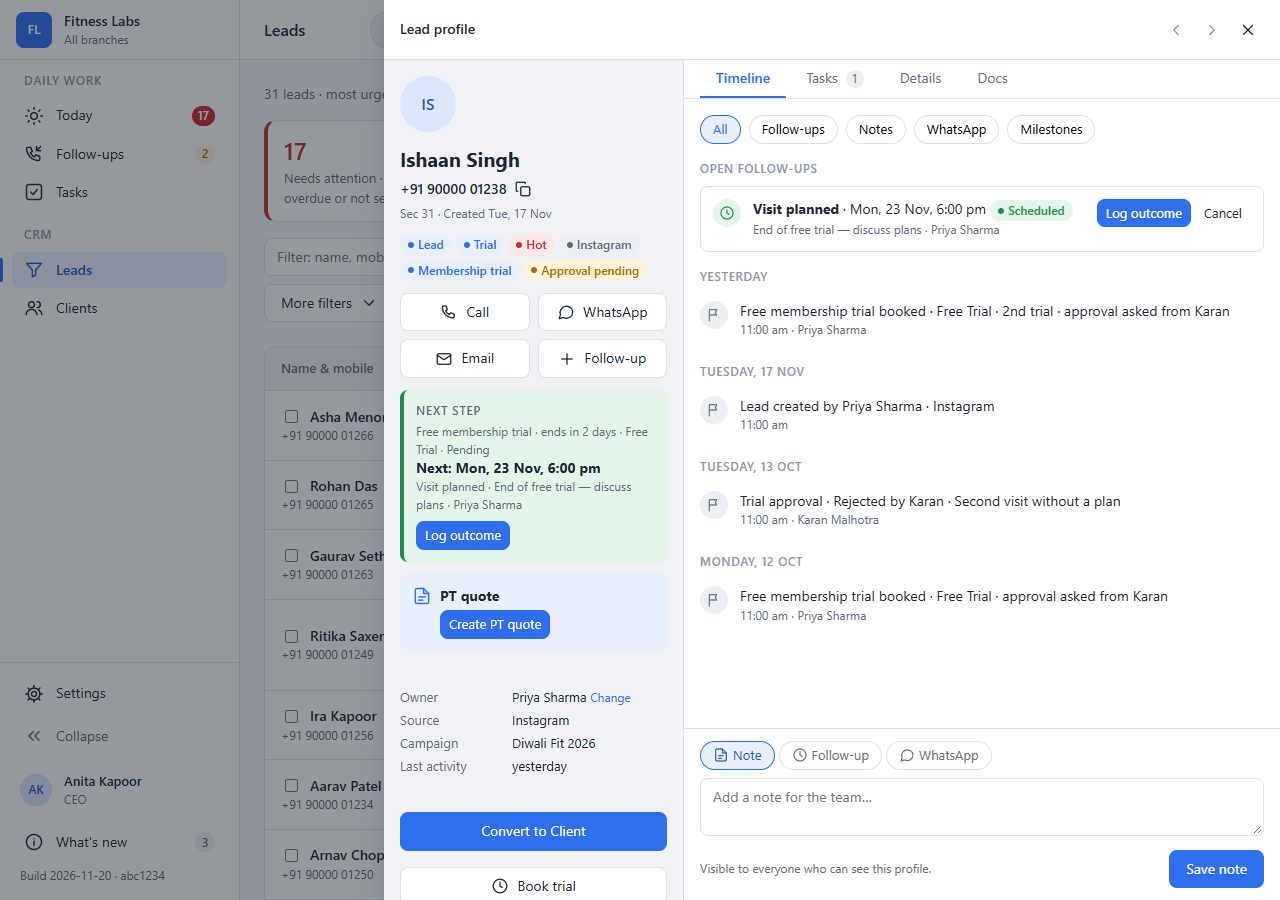 FL
Fitness Labs
All branches
DAILY WORK
Today 17
Follow-ups 2
Tasks
CRM
Leads
Clients
Settings
Collapse
AK
Anita Kapoor
CEO
What's new 3
Build 2026-11-20 · abc1234
Leads
31 leads · most urge
17
Needs attention ·
overdue or not se
Filter: name, mob
More filters
Name & mobile
Asha Meno
+91 90000 01266
Rohan Das
+91 90000 01265
Gaurav Seth
+91 90000 01263
Ritika Saxer
+91 90000 01249
Ira Kapoor
+91 90000 01256
Aarav Patel
+91 90000 01234
Arnav Chop
+91 90000 01250
Lead profile
IS
Ishaan Singh
+91 90000 01238
Sec 31 · Created Tue, 17 Nov
Lead Trial Hot Instagram
Membership trial Approval pending
Call WhatsApp
Email Follow-up
NEXT STEP
Free membership trial · ends in 2 days · Free
Trial · Pending
Next: Mon, 23 Nov, 6:00 pm
Visit planned · End of free trial — discuss
plans · Priya Sharma
Log outcome
PT quote
Create PT quote
Owner Priya Sharma Change
Source Instagram
Campaign Diwali Fit 2026
Last activity yesterday
Convert to Client
Book trial
Timeline Tasks 1 Details Docs
All Follow-ups Notes WhatsApp Milestones
OPEN FOLLOW-UPS
Visit planned · Mon, 23 Nov, 6:00 pm Scheduled
End of free trial — discuss plans · Priya Sharma
Log outcome Cancel
YESTERDAY
Free membership trial booked · Free Trial · 2nd trial · approval asked from Karan
11:00 am · Priya Sharma
TUESDAY, 17 NOV
Lead created by Priya Sharma · Instagram
11:00 am
TUESDAY, 13 OCT
Trial approval · Rejected by Karan · Second visit without a plan
11:00 am · Karan Malhotra
MONDAY, 12 OCT
Free membership trial booked · Free Trial · approval asked from Karan
11:00 am · Priya Sharma
Note Follow-up WhatsApp
Add a note for the team...
Visible to everyone who can see this profile.
Save note